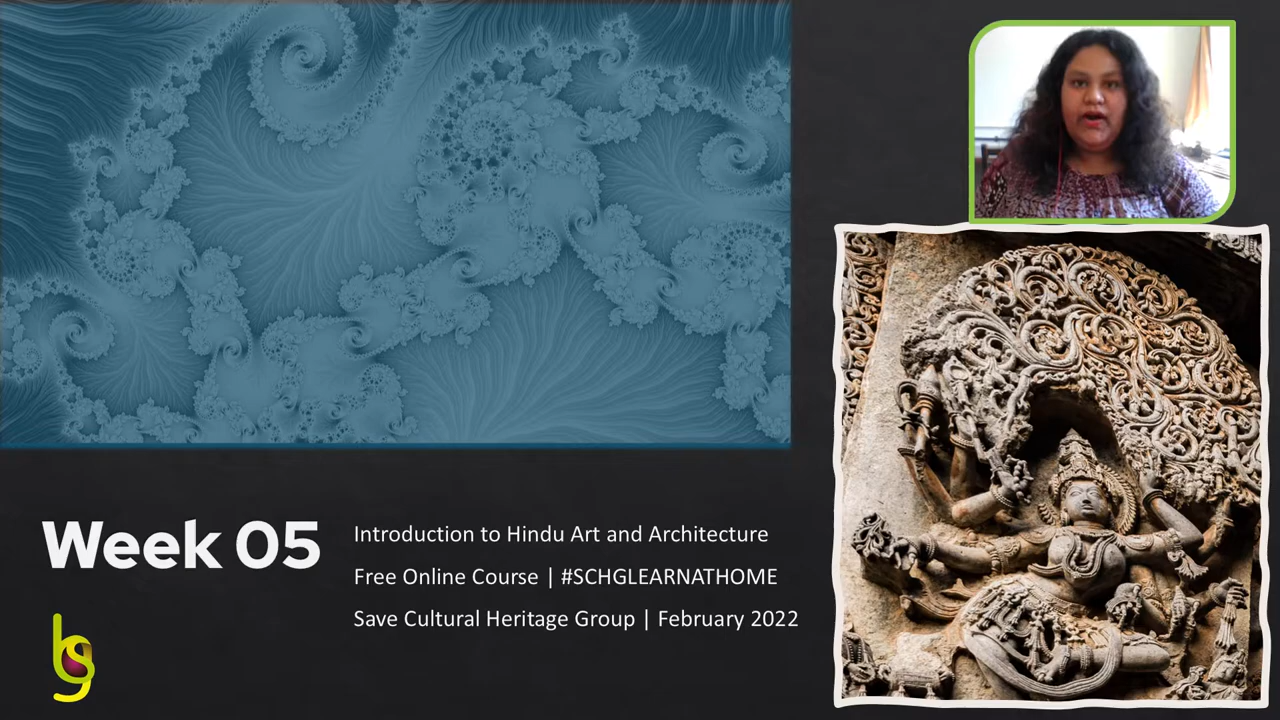 Week 05
Introduction to Hindu Art and Architecture
Free Online Course | #SCHGLEARNATHOME
Save Cultural Heritage Group | February 2022